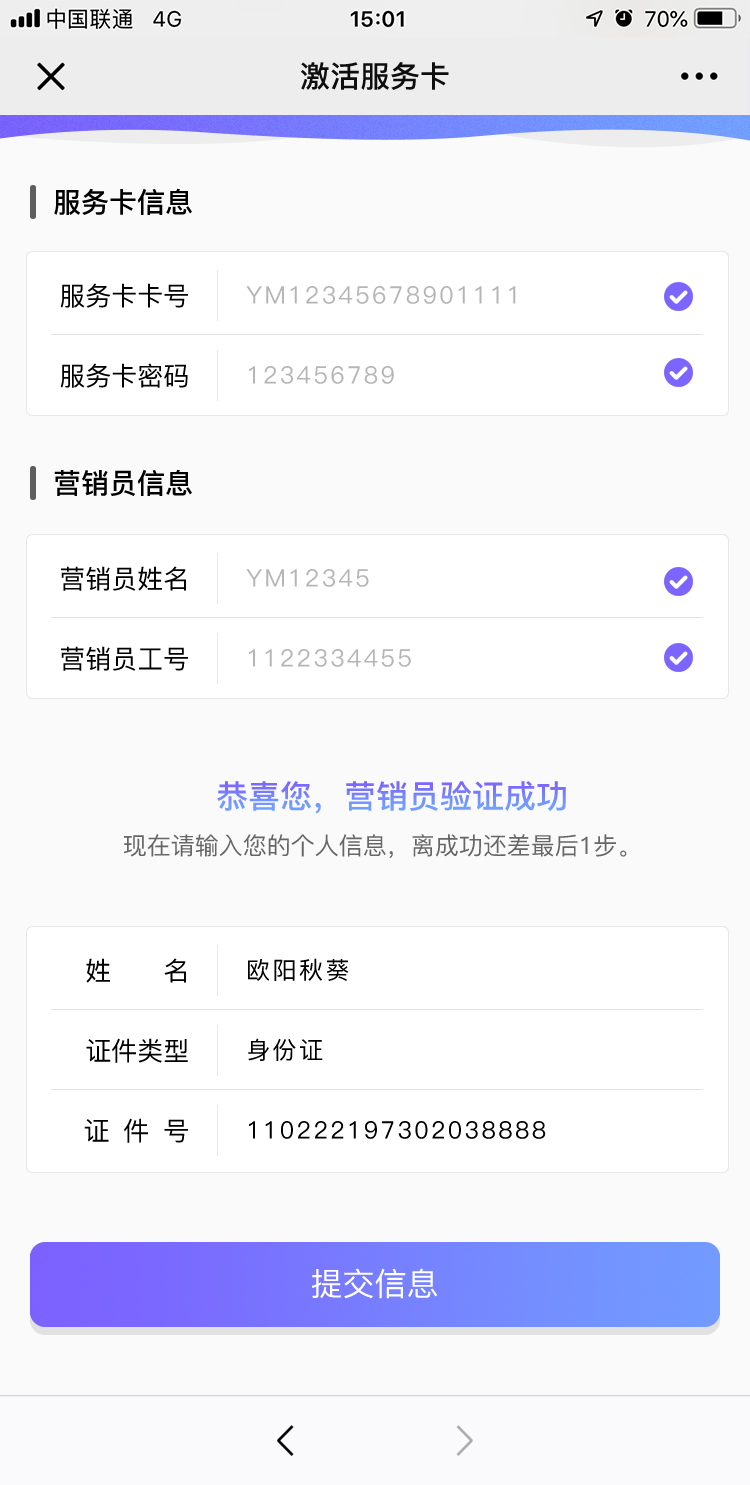 中国联通 4G 15:01 70%
激活服务卡
服务卡信息
服务卡卡号 YM12345678901111
服务卡密码 123456789
营销员信息
营销员姓名 YM12345
营销员工号 1122334455
恭喜您，营销员验证成功
现在请输入您的个人信息，离成功还差最后1步。
姓名 欧阳秋葵
证件类型 身份证
证件号 110222197302038888
提交信息